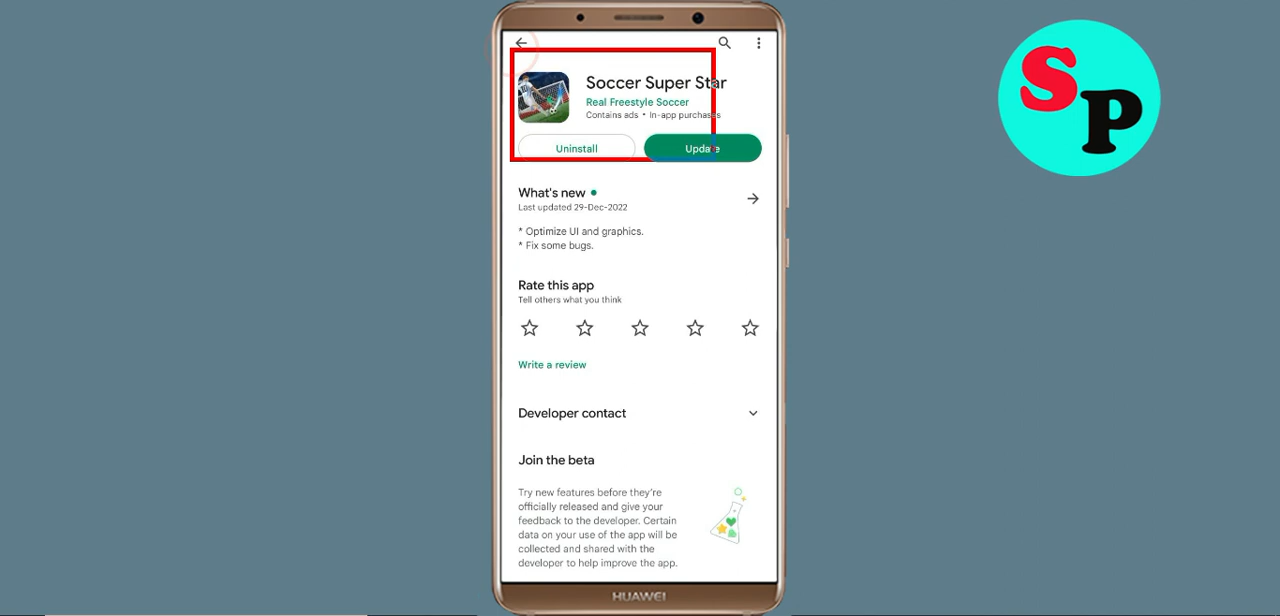 Soccer Super Star
Real Freestyle Soccer
Contains ads • In-app purchases
Uninstall
Update
What's new
Last updated 29-Dec-2022
* Optimize UI and graphics.
* Fix some bugs.
Rate this app
Tell others what you think
Write a review
Developer contact
Join the beta
Try new features before they're
officially released and give your
feedback to the developer. Certain
data on your use of the app will be
collected and shared with the
developer to help improve the app.
HUAWEI
SP